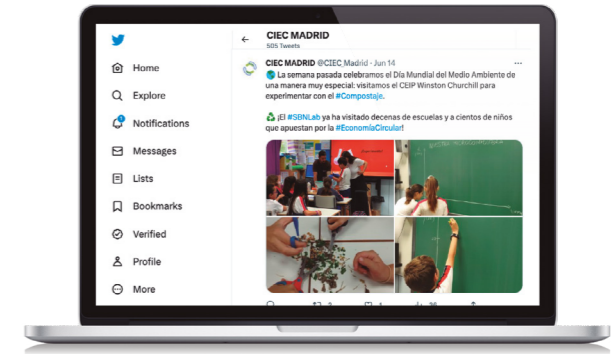 CIEC MADRID
505 Tweets
Home
Explore
Notifications
Messages
Lists
Bookmarks
Verified
Profile
More
CIEC MADRID @CIEC_Madrid · Jun 14
La semana pasada celebramos el Día Mundial del Medio Ambiente de
una manera muy especial: visitamos el CEIP Winston Churchill para
experimentar con el #Compostaje.
¡El #SBNLab ya ha visitado decenas de escuelas y a cientos de niños
que apuestan por la #EconomíaCircular!